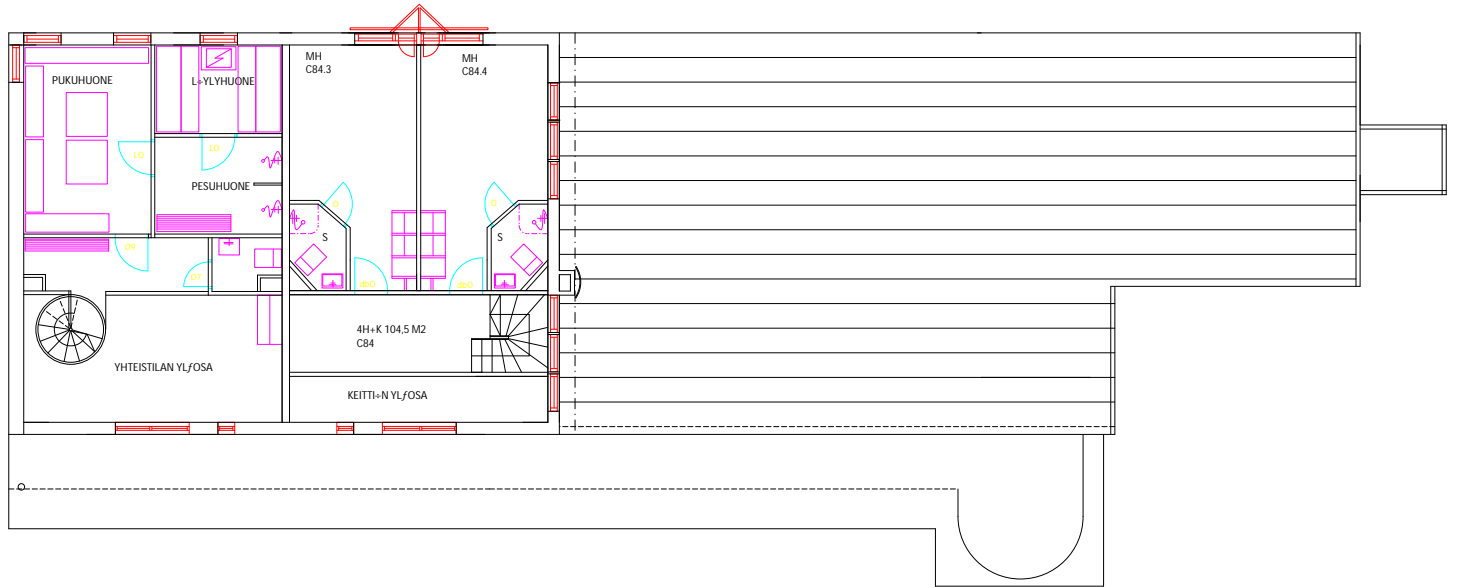 MH
C84.3
MH
C84.4
PUKUHUONE
L÷YLYHUONE
PESUHUONE
S
S
4H+K 104,5 M2
C84
YHTEISTILAN YLƒOSA
KEITTI÷N YLƒOSA